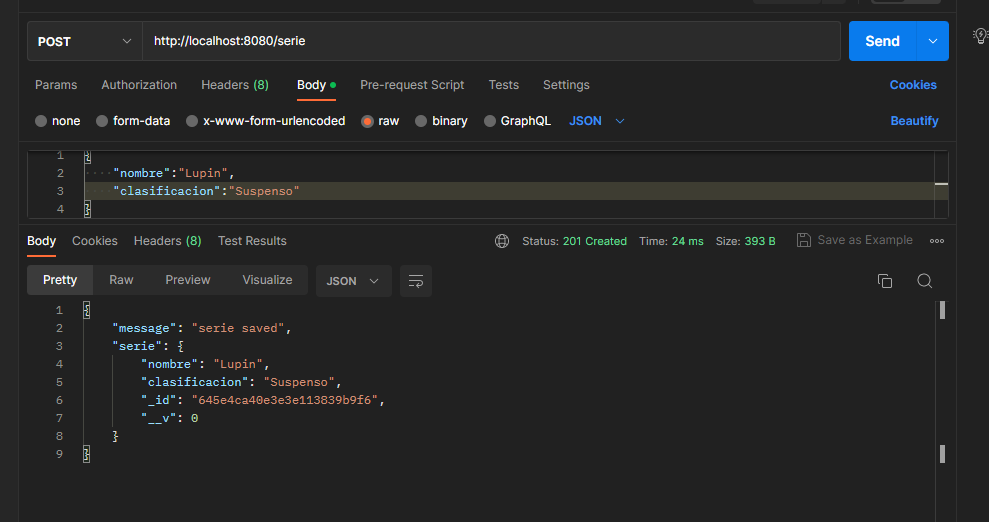 POST http://localhost:8080/serie Send
Params Authorization Headers (8) Body Pre-request Script Tests Settings Cookies
none form-data x-www-form-urlencoded raw binary GraphQL JSON Beautify
1 {
2 "nombre":"Lupin",
3 "clasificacion":"Suspenso"
4 }
Body Cookies Headers (8) Test Results Status: 201 Created Time: 24 ms Size: 393 B Save as Example
Pretty Raw Preview Visualize JSON
1 {
2 "message": "serie saved",
3 "serie": {
4 "nombre": "Lupin",
5 "clasificacion": "Suspenso",
6 "_id": "645e4ca40e3e3e113839b9f6",
7 "__v": 0
8 }
9 }